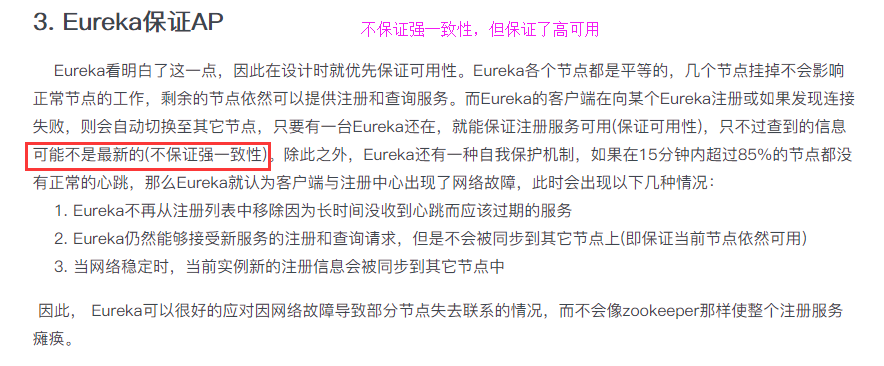 3. Eureka保证AP
不保证强一致性，但保证了高可用
Eureka看明白了这一点，因此在设计时就优先保证可用性。Eureka各个节点都是平等的，几个节点挂掉不会影响
正常节点的工作，剩余的节点依然可以提供注册和查询服务。而Eureka的客户端在向某个Eureka注册或如果发现连接
失败，则会自动切换至其它节点，只要有一台Eureka还在，就能保证注册服务可用(保证可用性)，只不过查到的信息
可能不是最新的(不保证强一致性)。除此之外，Eureka还有一种自我保护机制，如果在15分钟内超过85%的节点都没
有正常的心跳，那么Eureka就认为客户端与注册中心出现了网络故障，此时会出现以下几种情况：
1. Eureka不再从注册列表中移除因为长时间没收到心跳而应该过期的服务
2. Eureka仍然能够接受新服务的注册和查询请求，但是不会被同步到其它节点上(即保证当前节点依然可用)
3. 当网络稳定时，当前实例新的注册信息会被同步到其它节点中
因此， Eureka可以很好的应对因网络故障导致部分节点失去联系的情况，而不会像zookeeper那样使整个注册服务
瘫痪。